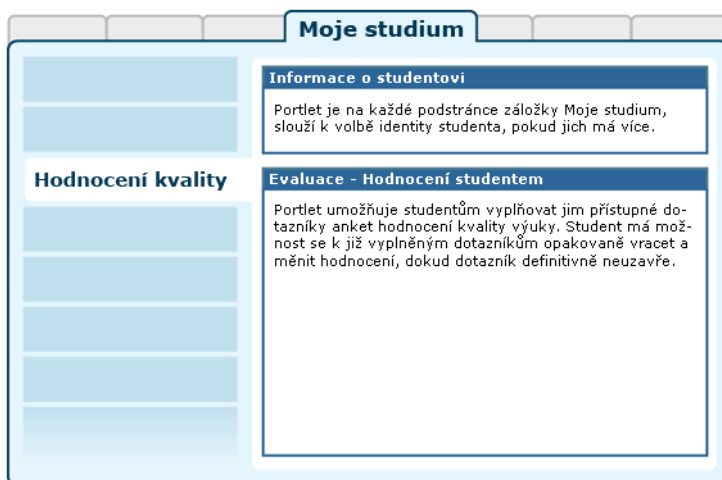 Moje studium
Informace o studentovi
Portlet je na každé podstránce záložky Moje studium,
slouží k volbě identity studenta, pokud jich má více.
Hodnocení kvality
Evaluace - Hodnocení studentem
Portlet umožňuje studentům vyplňovat jim přístupné do-
tazníky anket hodnocení kvality výuky. Student má mož-
nost se k již vyplněným dotazníkům opakovaně vracet a
měnit hodnocení, dokud dotazník definitivně neuzavře.